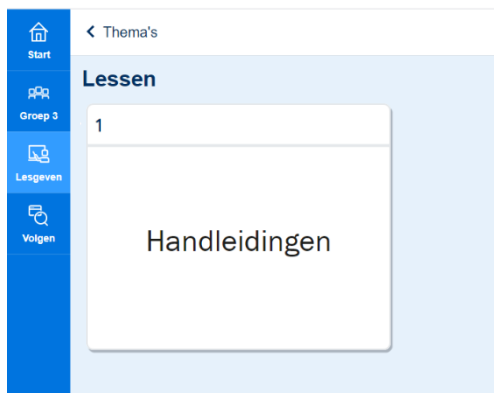 Start
Groep 3
Lesgeven
Volgen
Thema's
Lessen
1
Handleidingen